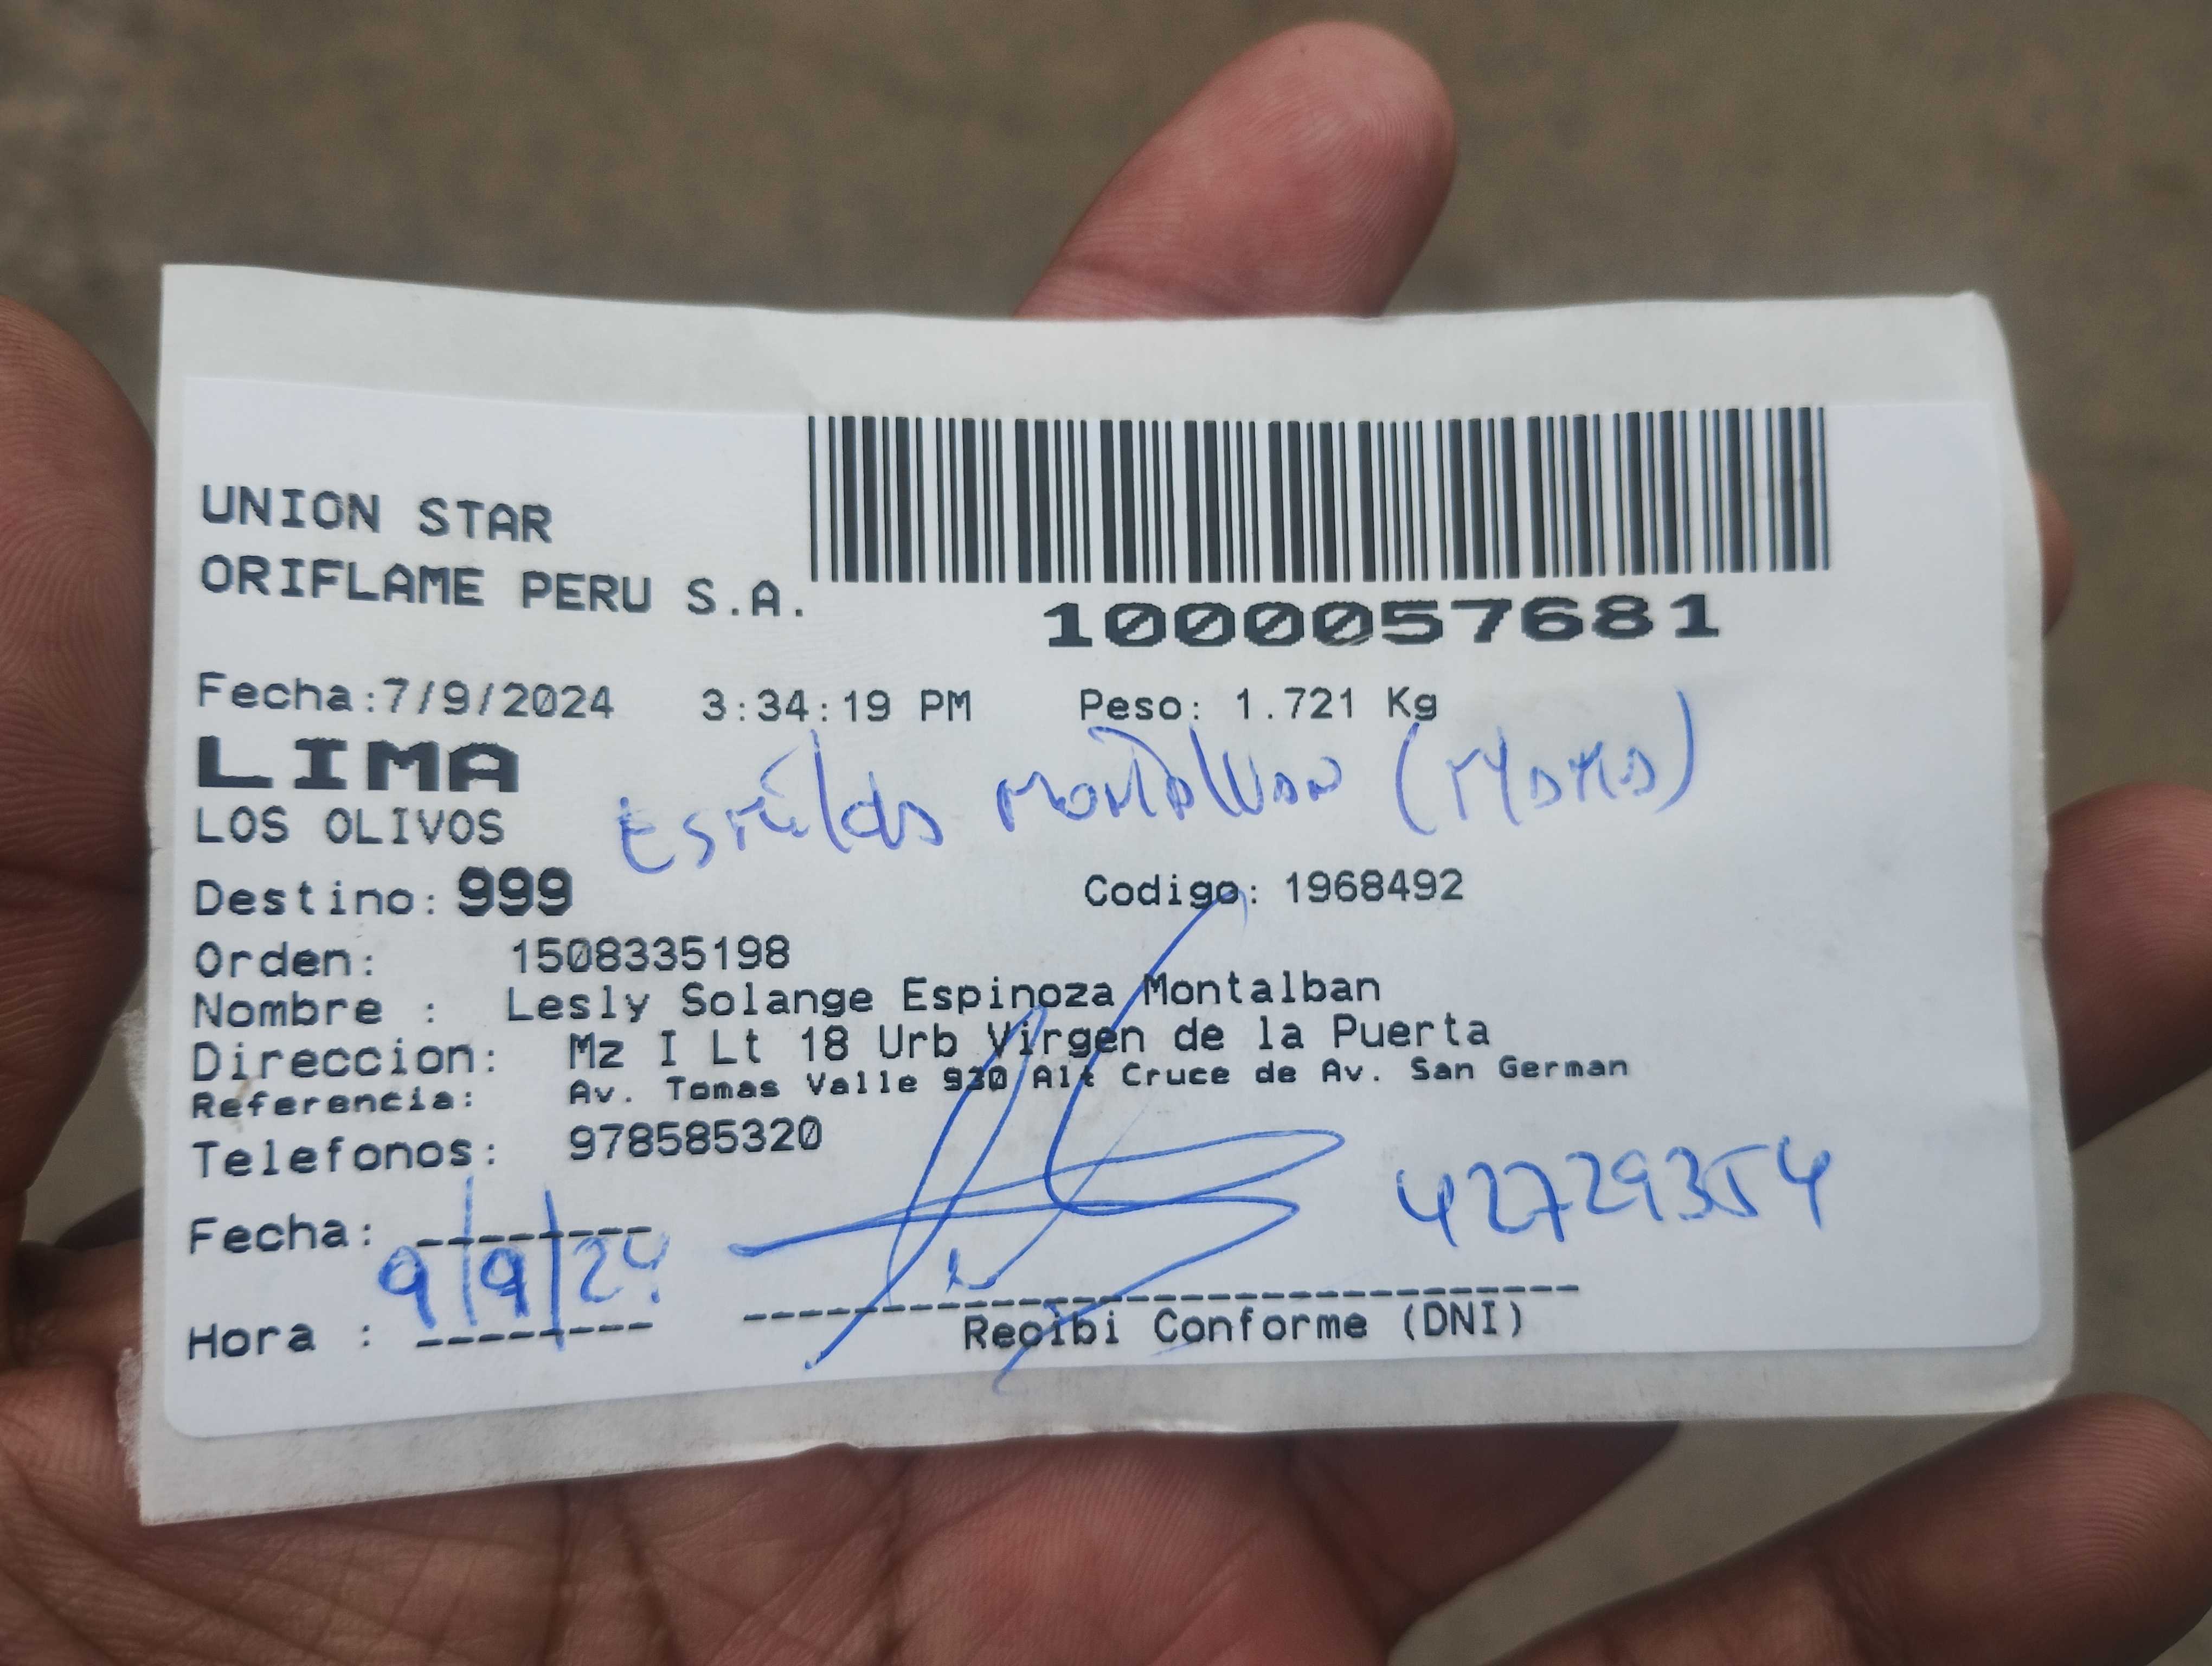 UNION STAR
ORIFLAME PERU S.A.
1000057681
Fecha:7/9/2024 3:34:19 PM Peso: 1.721 Kg
LIMA
LOS OLIVOS
Destino: 999 Codigo: 1968492
Orden: 1508335198
Nombre : Lesly Solange Espinoza Montalban
Direccion: Mz I Lt 18 Urb Virgen de la Puerta
Referencia: Av. Tomas Valle 930 Alt Cruce de Av. San German
Telefonos: 978585320
42729354
Fecha: 9/9/24
Hora :
Recibi Conforme (DNI)